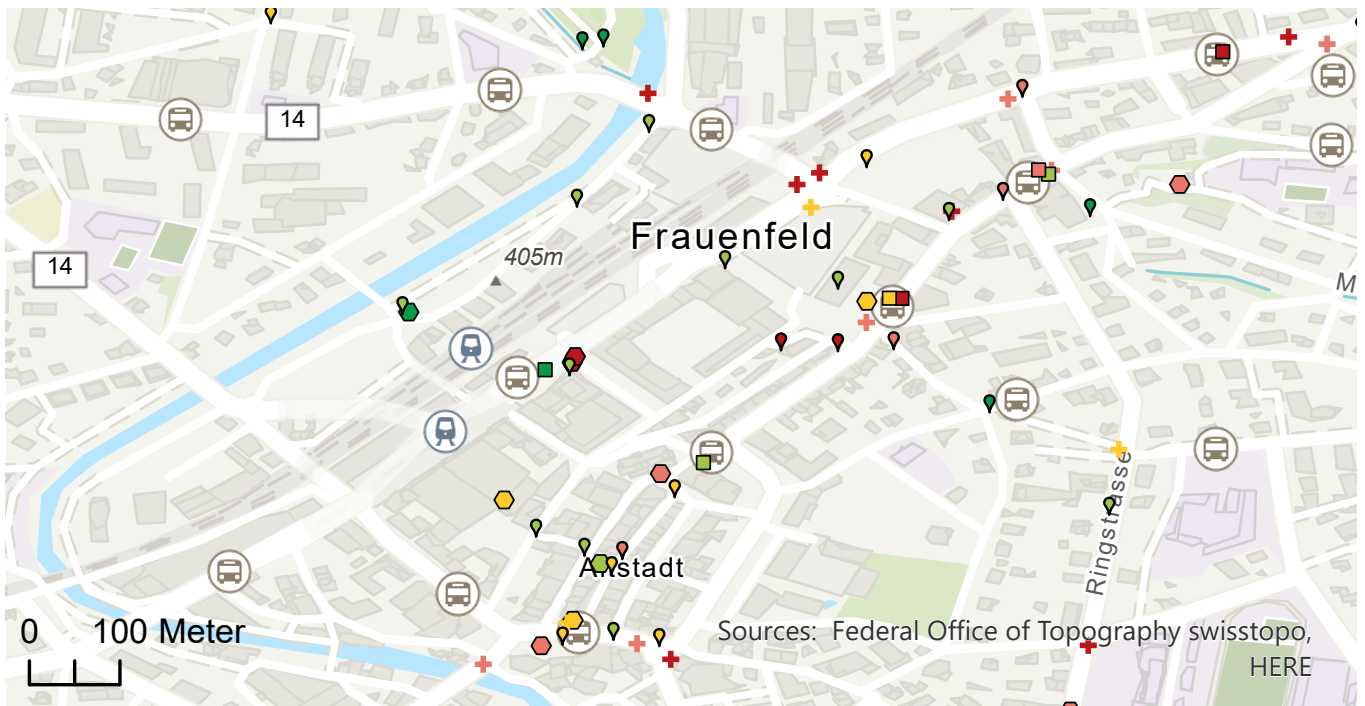 14
Frauenfeld
405m
14
M
Altstadt
Ringstrasse
0 100 Meter
Sources: Federal Office of Topography swisstopo,
HERE